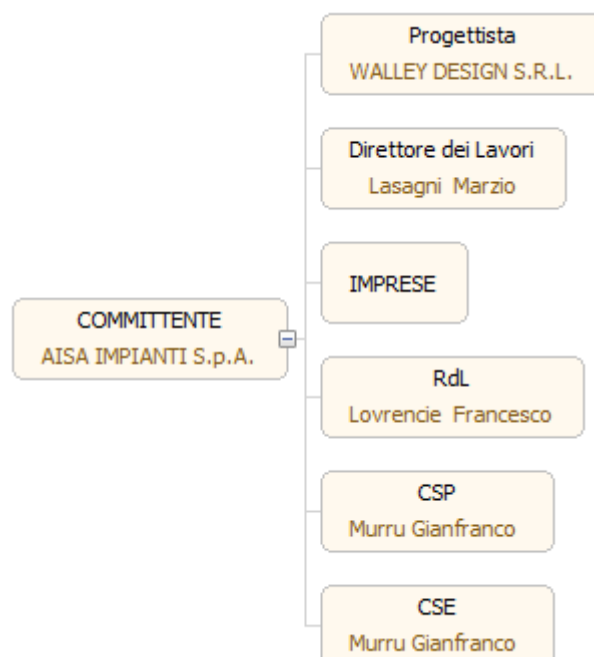 Progettista
WALLEY DESIGN S.R.L.
Direttore dei Lavori
Lasagni Marzio
IMPRESE
COMMITTENTE
AISA IMPIANTI S.p.A.
RdL
Lovrencie Francesco
CSP
Murru Gianfranco
CSE
Murru Gianfranco